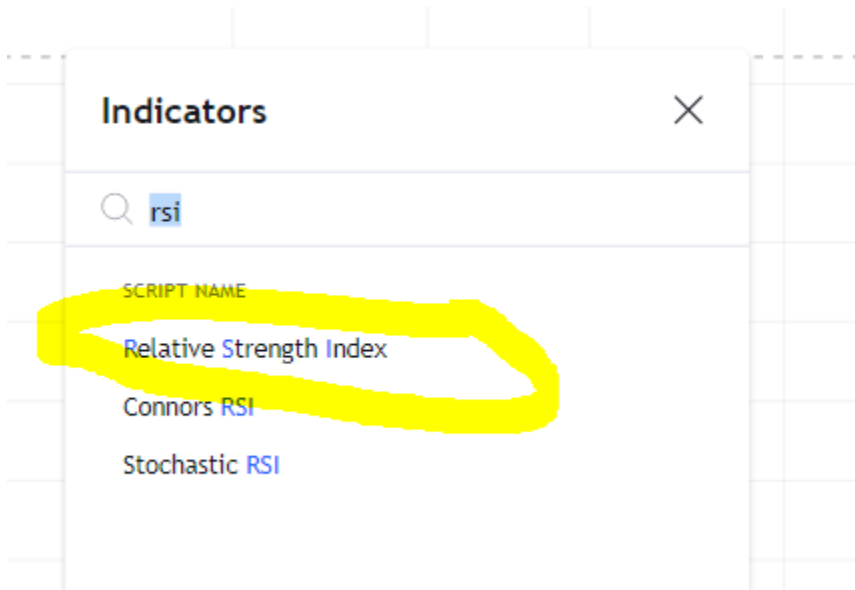 Indicators
rsi
SCRIPT NAME
Relative Strength Index
Connors RSI
Stochastic RSI